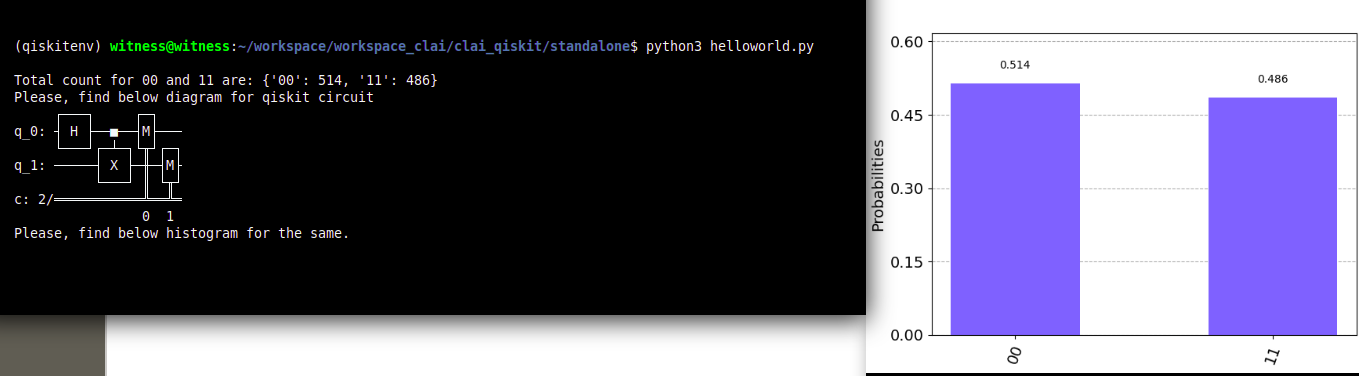 (qiskitenv) witness@witness:~/workspace/workspace_clai/clai_qiskit/standalone$ python3 helloworld.py
Total count for 00 and 11 are: {'00': 514, '11': 486}
Please, find below diagram for qiskit circuit
q_0: H M
q_1: X M
c: 2/
0 1
Please, find below histogram for the same.
Probabilities
0.60
0.45
0.30
0.15
0.00
0.514
0.486
00
11